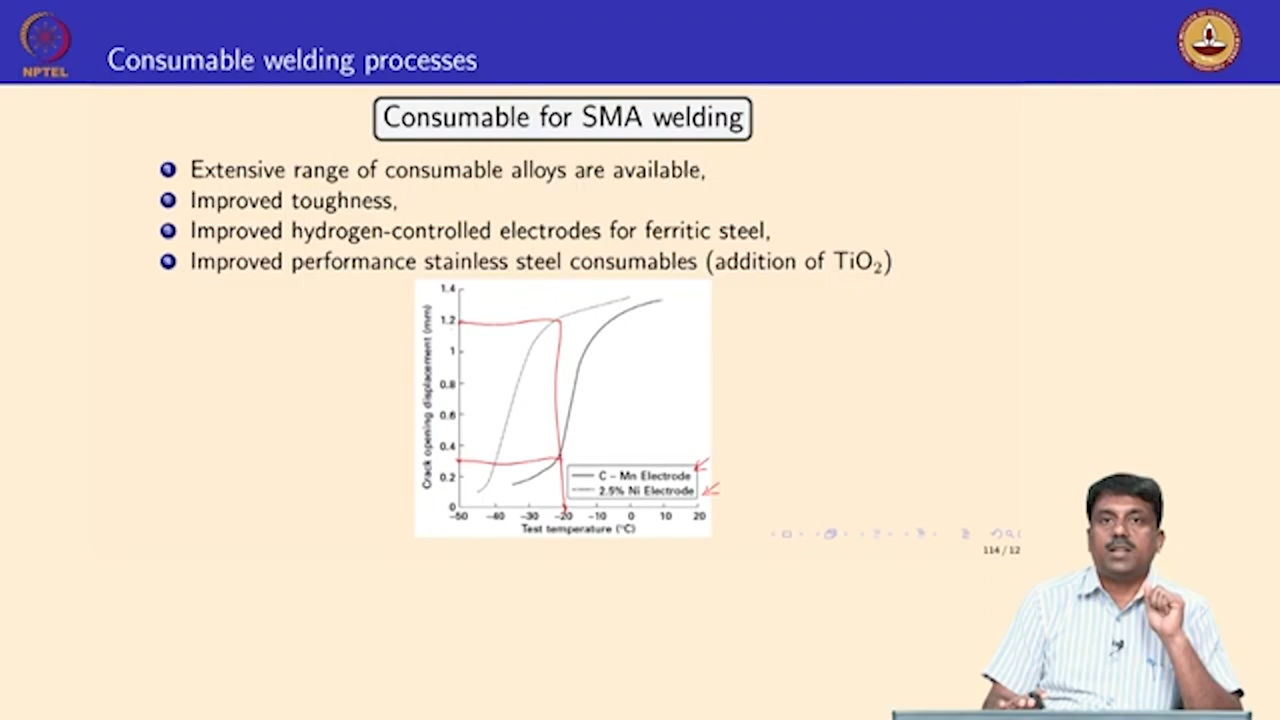 NPTEL
Consumable welding processes
Consumable for SMA welding
Extensive range of consumable alloys are available,
Improved toughness,
Improved hydrogen-controlled electrodes for ferritic steel,
Improved performance stainless steel consumables (addition of TiO₂)
Crack opening displacement (mm)
1.4
1.2
1
0.8
0.6
0.4
0.2
0
C – Mn Electrode
2.5% Ni Electrode
–50 –40 –30 –20 –10 0 10 20
Test temperature (°C)
114 / 12